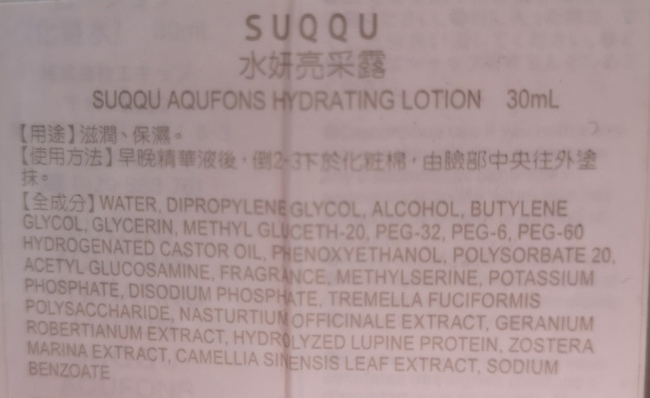 SUQQU
水妍亮采露
SUQQU AQUFONS HYDRATING LOTION 30mL
【用途】滋潤、保濕。
【使用方法】早晚精華液後，倒2-3下於化粧棉，由臉部中央往外塗
抹。
【全成分】WATER, DIPROPYLENE GLYCOL, ALCOHOL, BUTYLENE
GLYCOL, GLYCERIN, METHYL GLUCETH-20, PEG-32, PEG-6, PEG-60
HYDROGENATED CASTOR OIL, PHENOXYETHANOL, POLYSORBATE 20,
ACETYL GLUCOSAMINE, FRAGRANCE, METHYLSERINE, POTASSIUM
PHOSPHATE, DISODIUM PHOSPHATE, TREMELLA FUCIFORMIS
POLYSACCHARIDE, NASTURTIUM OFFICINALE EXTRACT, GERANIUM
ROBERTIANUM EXTRACT, HYDROLYZED LUPINE PROTEIN, ZOSTERA
MARINA EXTRACT, CAMELLIA SINENSIS LEAF EXTRACT, SODIUM
BENZOATE